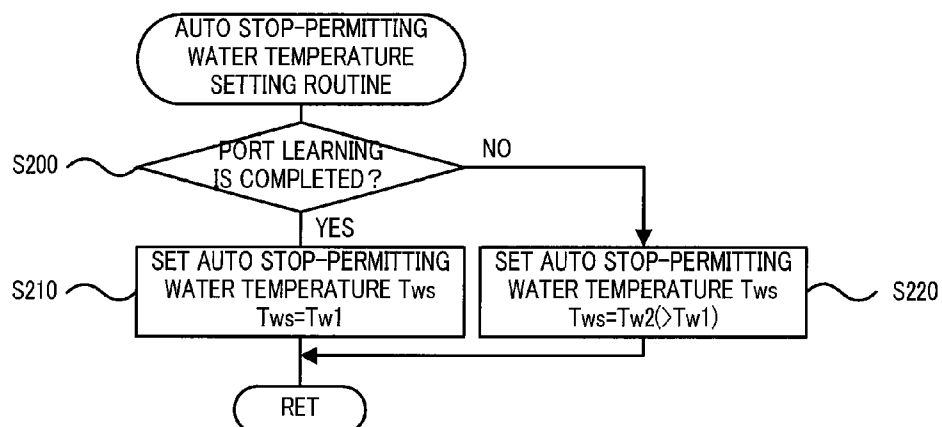 AUTO STOP-PERMITTING
WATER TEMPERATURE
SETTING ROUTINE
S200
PORT LEARNING
IS COMPLETED?
NO
YES
S210
SET AUTO STOP-PERMITTING
WATER TEMPERATURE Tws
Tws=Tw1
SET AUTO STOP-PERMITTING
WATER TEMPERATURE Tws
Tws=Tw2(>Tw1)
S220
RET